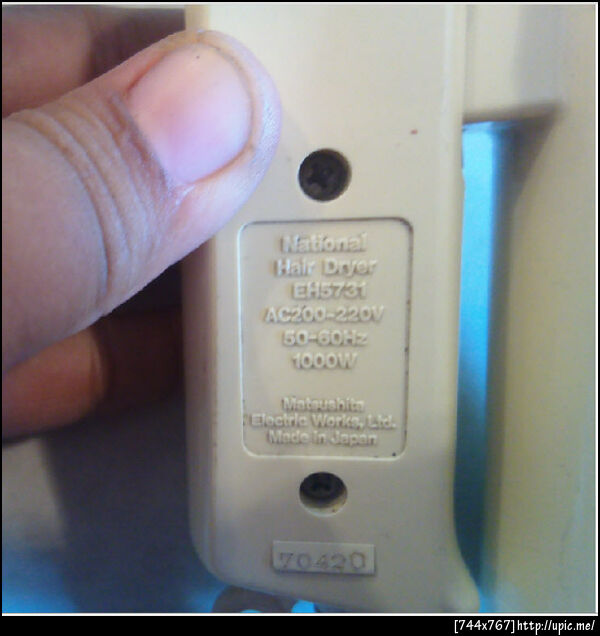 National
Hair Dryer
EH5731
AC200-220V
50-60Hz
1000W
Matsushita
Electric Works, Ltd.
Made in Japan
70420
[744x767]http://upic.me/